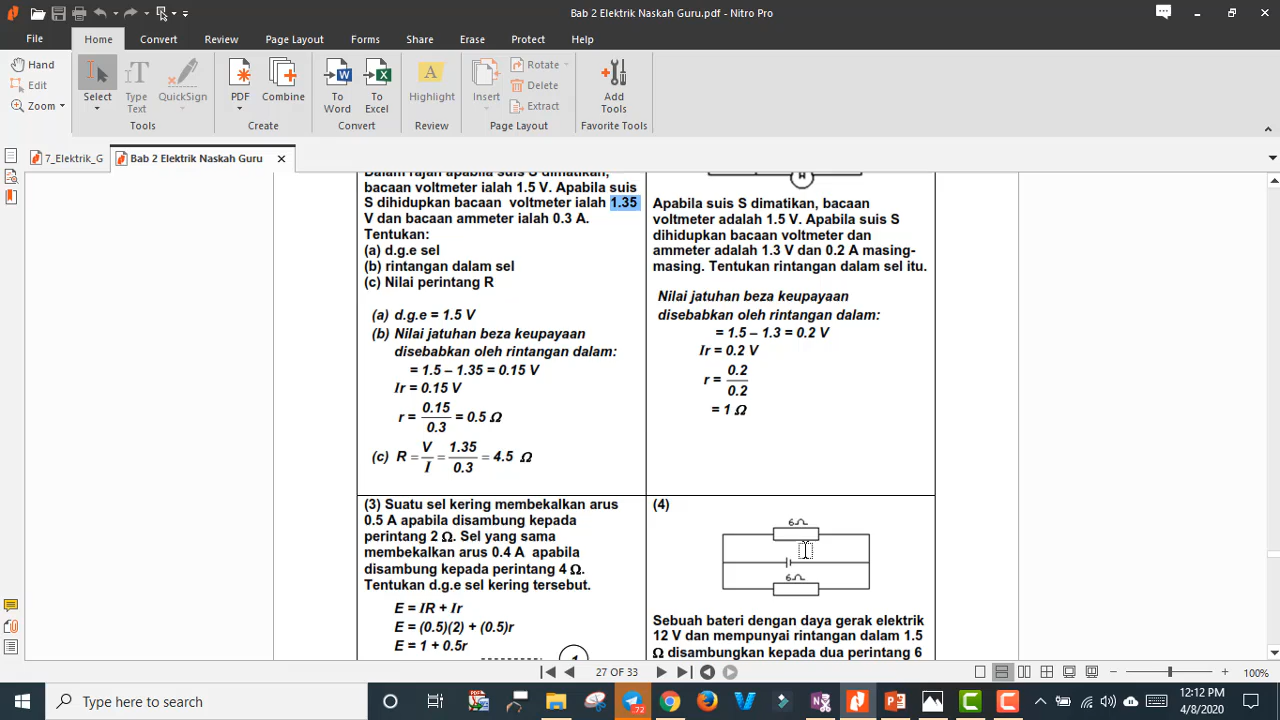 Bab 2 Elektrik Naskah Guru.pdf - Nitro Pro
File Home Convert Review Page Layout Forms Share Erase Protect Help
Hand
Edit
Zoom
Select
Type Text
QuickSign
Tools
PDF
Combine
Create
To Word
To Excel
Convert
Highlight
Review
Insert
Rotate
Delete
Extract
Page Layout
Add Tools
Favorite Tools
7_Elektrik_G
Bab 2 Elektrik Naskah Guru
Dalam rajah apabila suis S dimatikan,
bacaan voltmeter ialah 1.5 V. Apabila suis
S dihidupkan bacaan voltmeter ialah 1.35
V dan bacaan ammeter ialah 0.3 A.
Tentukan:
(a) d.g.e sel
(b) rintangan dalam sel
(c) Nilai perintang R
(a) d.g.e = 1.5 V
(b) Nilai jatuhan beza keupayaan
disebabkan oleh rintangan dalam:
= 1.5 – 1.35 = 0.15 V
Ir = 0.15 V
r = 0.15/0.3 = 0.5 Ω
(c) R = V/I = 1.35/0.3 = 4.5 Ω
Apabila suis S dimatikan, bacaan
voltmeter adalah 1.5 V. Apabila suis S
dihidupkan bacaan voltmeter dan
ammeter adalah 1.3 V dan 0.2 A masing-
masing. Tentukan rintangan dalam sel itu.
Nilai jatuhan beza keupayaan
disebabkan oleh rintangan dalam:
= 1.5 – 1.3 = 0.2 V
Ir = 0.2 V
r = 0.2/0.2
= 1 Ω
(3) Suatu sel kering membekalkan arus
0.5 A apabila disambung kepada
perintang 2 Ω. Sel yang sama
membekalkan arus 0.4 A apabila
disambung kepada perintang 4 Ω.
Tentukan d.g.e sel kering tersebut.
E = IR + Ir
E = (0.5)(2) + (0.5)r
E = 1 + 0.5r
(4)
6Ω
6Ω
Sebuah bateri dengan daya gerak elektrik
12 V dan mempunyai rintangan dalam 1.5
Ω disambungkan kepada dua perintang 6
27 OF 33
100%
Type here to search
72
12:12 PM
4/8/2020